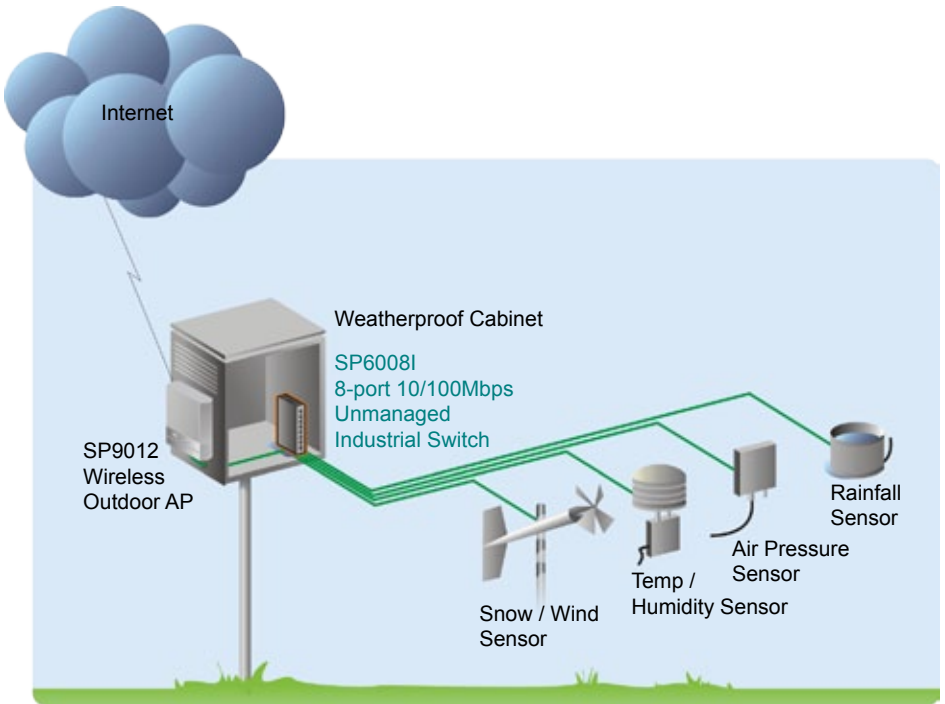 Internet
Weatherproof Cabinet
SP6008I
8-port 10/100Mbps
Unmanaged
Industrial Switch
SP9012
Wireless
Outdoor AP
Rainfall
Sensor
Air Pressure
Sensor
Temp /
Humidity Sensor
Snow / Wind
Sensor